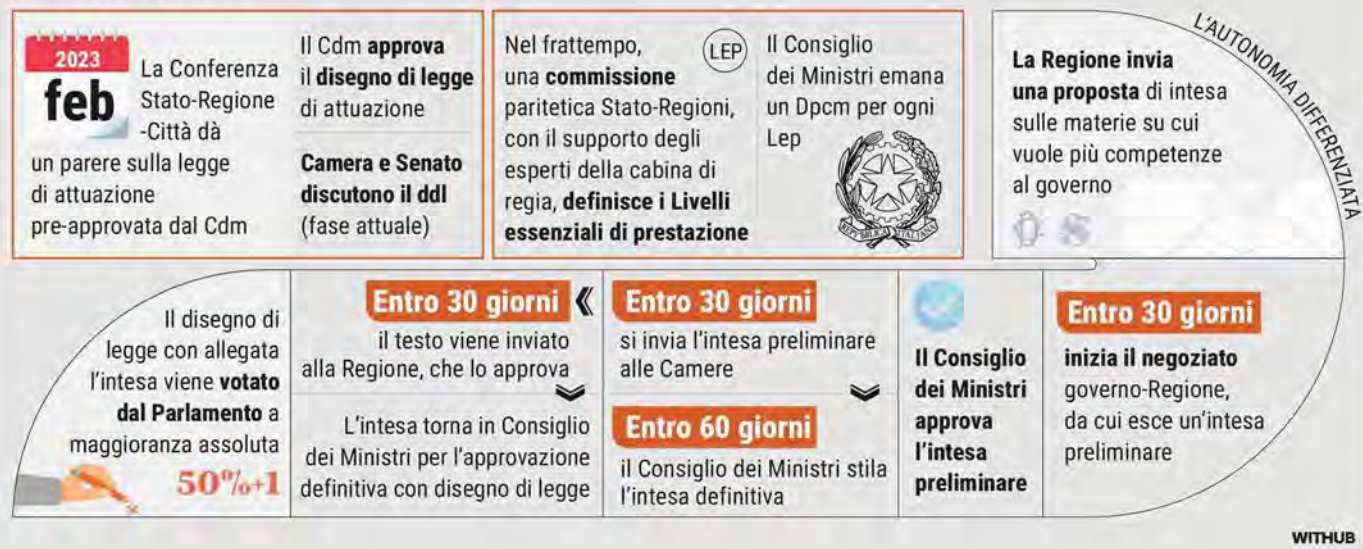 2023
feb
La Conferenza
Stato-Regione
-Città dà
un parere sulla legge
di attuazione
pre-approvata dal Cdm
Il Cdm approva
il disegno di legge
di attuazione
Camera e Senato
discutono il ddl
(fase attuale)
Nel frattempo,
una commissione
paritetica Stato-Regioni,
con il supporto degli
esperti della cabina di
regia, definisce i Livelli
essenziali di prestazione
LEP
Il Consiglio
dei Ministri emana
un Dpcm per ogni
Lep
REPVBBLICA ITALIANA
La Regione invia
una proposta di intesa
sulle materie su cui
vuole più competenze
al governo
L'AUTONOMIA DIFFERENZIATA
Entro 30 giorni
inizia il negoziato
governo-Regione,
da cui esce un'intesa
preliminare
Il Consiglio
dei Ministri
approva
l'intesa
preliminare
Entro 30 giorni
si invia l'intesa preliminare
alle Camere
Entro 60 giorni
il Consiglio dei Ministri stila
l'intesa definitiva
Entro 30 giorni
il testo viene inviato
alla Regione, che lo approva
L'intesa torna in Consiglio
dei Ministri per l'approvazione
definitiva con disegno di legge
Il disegno di
legge con allegata
l'intesa viene votato
dal Parlamento a
maggioranza assoluta
50%+1
WITHUB